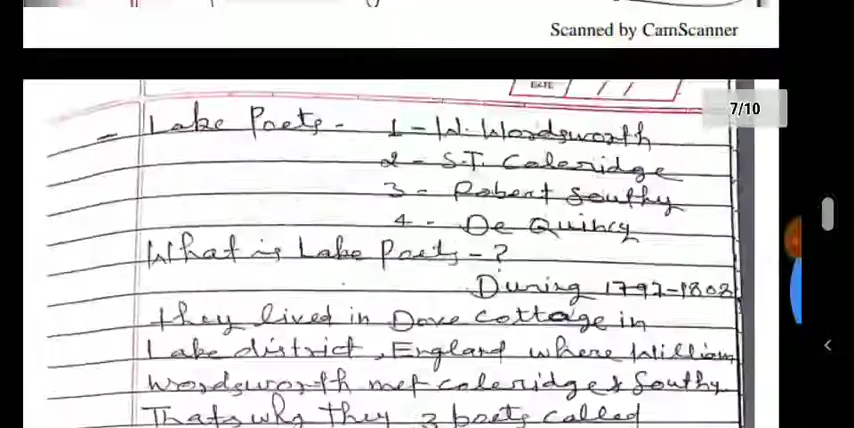 Scanned by CamScanner
DATE / /
7/10
- Lake Poets - 1 - W. Wordsworth
2 - S.T. Coleridge
3 - Robert Southy
4 - De Quincy
What is Lake Poets - ?
During 1797-1808
they lived in Dove cottage in
Lake district, England where William
Wordsworth met coleridge & Southy
Thats why they 3 poets called